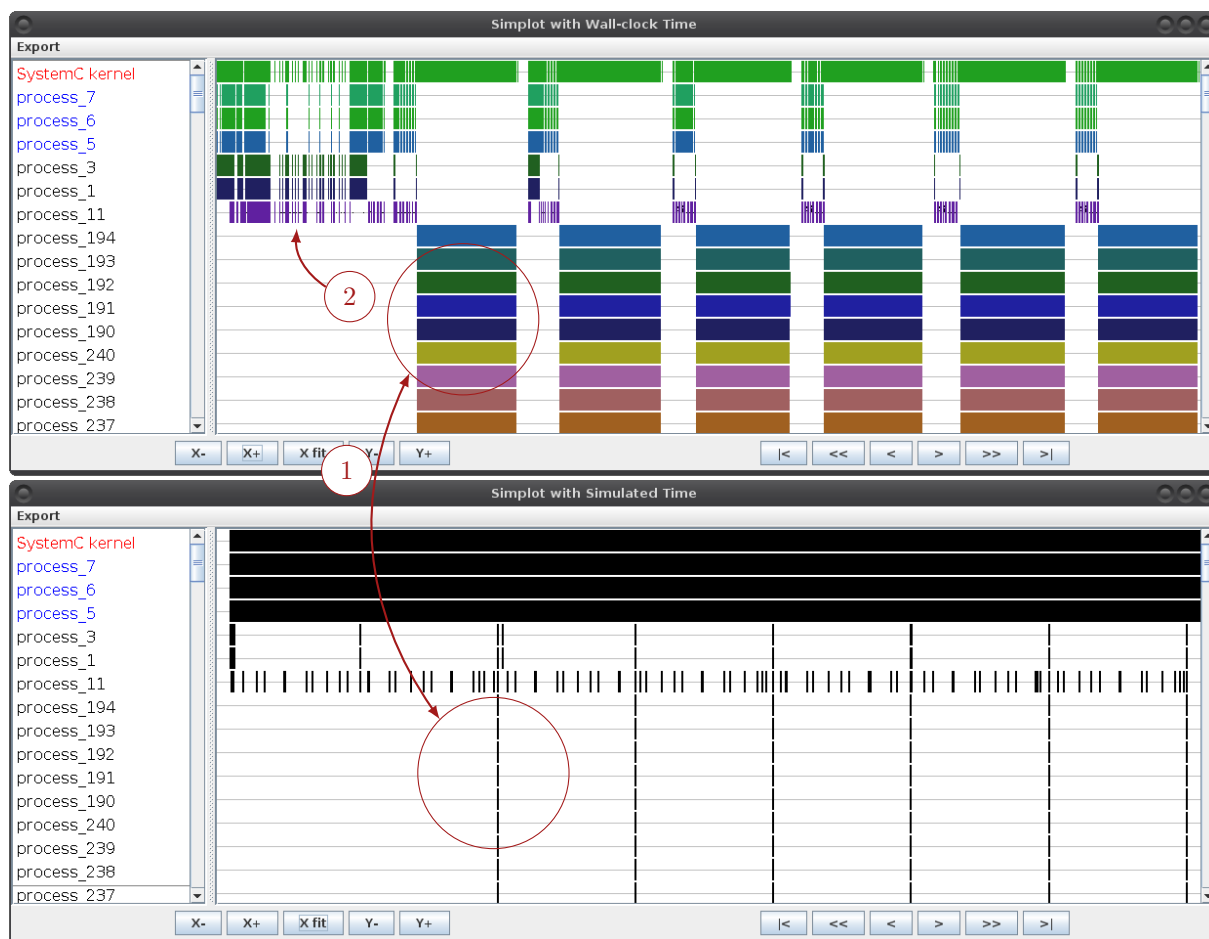 Simplot with Wall-clock Time
Export
SystemC kernel
process_7
process_6
process_5
process_3
process_1
process_11
process_194
process_193
process_192
process_191
process_190
process_240
process_239
process_238
process_237
2
X- X+ X fit Y- Y+ |< << < > >> >|
1
Simplot with Simulated Time
Export
SystemC kernel
process_7
process_6
process_5
process_3
process_1
process_11
process_194
process_193
process_192
process_191
process_190
process_240
process_239
process_238
process_237
X- X+ X fit Y- Y+ |< << < > >> >|